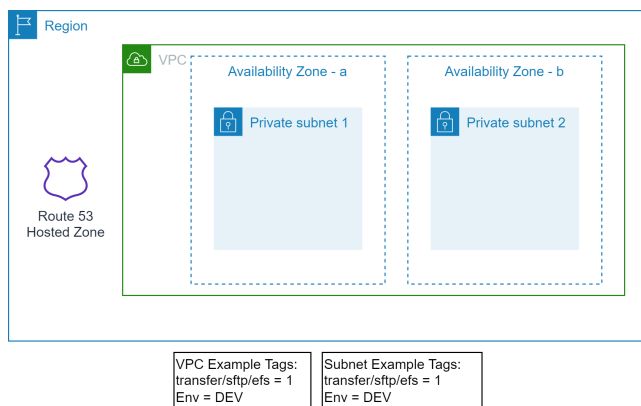 Region
VPC
Availability Zone - a
Availability Zone - b
Private subnet 1
Private subnet 2
Route 53
Hosted Zone
VPC Example Tags:
transfer/sftp/efs = 1
Env = DEV
Subnet Example Tags:
transfer/sftp/efs = 1
Env = DEV